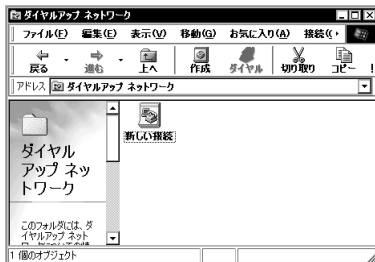 ダイヤルアップ ネットワーク
ファイル(F) 編集(E) 表示(V) 移動(G) お気に入り(A) 接続(
戻る 進む 上へ 作成 ダイヤル 切り取り コピー
アドレス ダイヤルアップ ネットワーク
新しい接続
ダイヤル
アップ ネッ
トワーク
このフォルダには、ダ
イヤルアップ ネット
1 個のオブジェクト